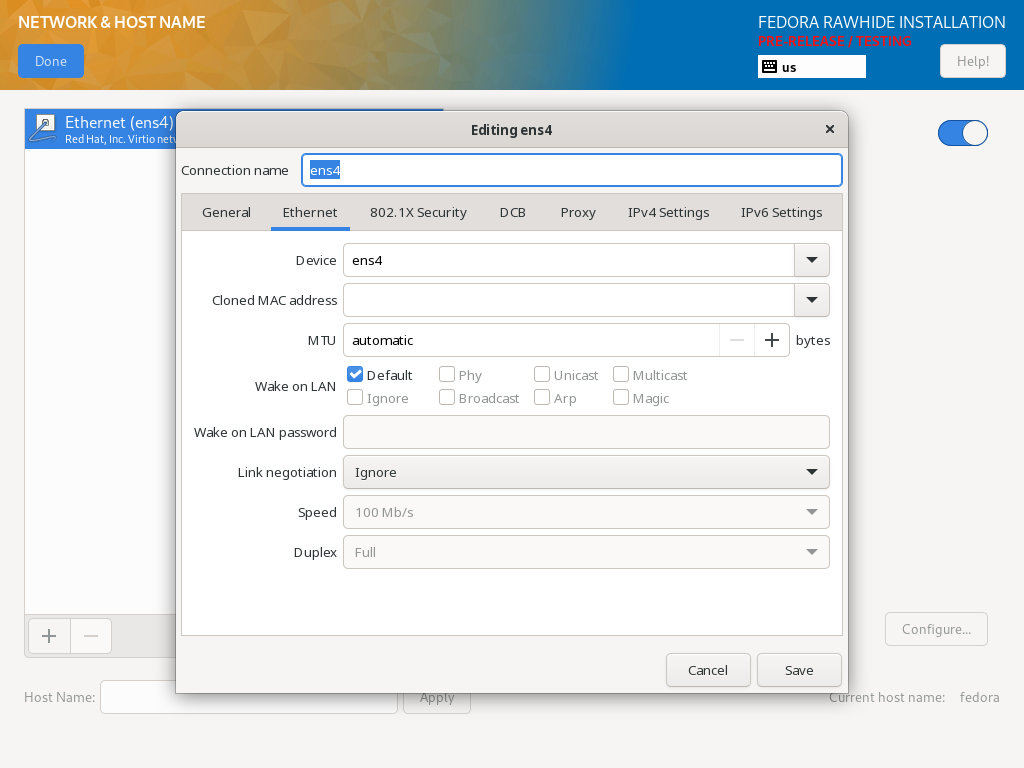 NETWORK & HOST NAME
FEDORA RAWHIDE INSTALLATION
PRE-RELEASE / TESTING
Done
us
Help!
Ethernet (ens4)
Red Hat, Inc. Virtio netw
Editing ens4
Connection name ens4
General Ethernet 802.1X Security DCB Proxy IPv4 Settings IPv6 Settings
Device ens4
Cloned MAC address
MTU automatic bytes
Wake on LAN
Default Phy Unicast Multicast
Ignore Broadcast Arp Magic
Wake on LAN password
Link negotiation Ignore
Speed 100 Mb/s
Duplex Full
Configure...
Cancel Save
Host Name: Apply Current host name: fedora